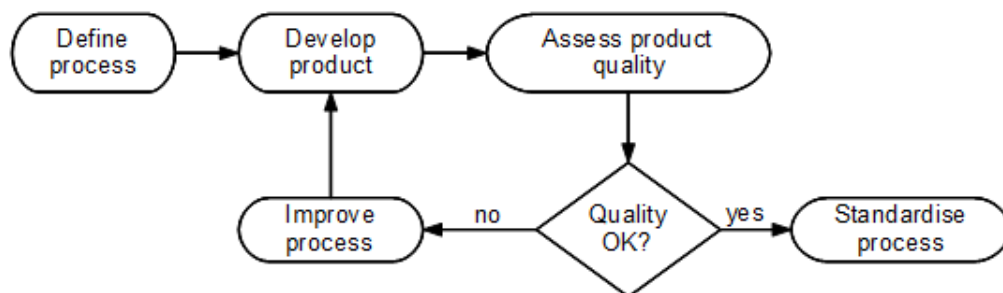 Define
process
Develop
product
Assess product
quality
Improve
process
no
Quality
OK?
yes
Standardise
process